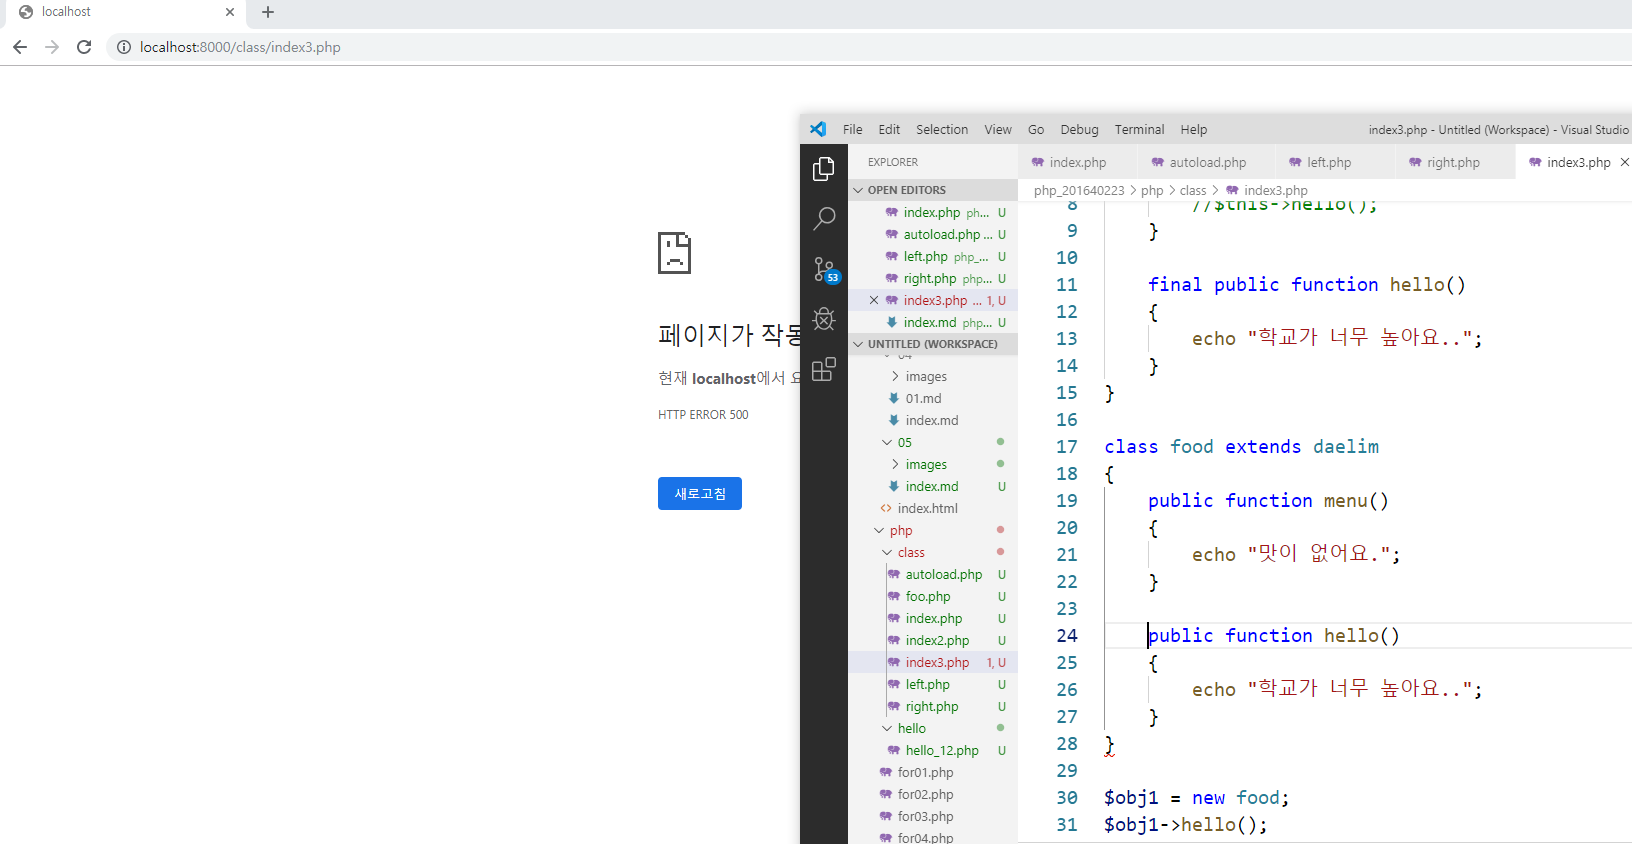 localhost
localhost:8000/class/index3.php
페이지가 작동
현재 localhost에서 요
HTTP ERROR 500
새로고침
File Edit Selection View Go Debug Terminal Help
index3.php - Untitled (Workspace) - Visual Studio
EXPLORER
OPEN EDITORS
index.php ph... U
autoload.php ... U
left.php php_... U
right.php php... U
index3.php ... 1, U
index.md php... U
UNTITLED (WORKSPACE)
04
images
01.md
index.md
05
images
index.md U
index.html
php
class
autoload.php U
foo.php U
index.php U
index2.php U
index3.php 1, U
left.php U
right.php U
hello
hello_12.php U
for01.php
for02.php
for03.php
for04.php
53
index.php autoload.php left.php right.php index3.php
php_201640223 > php > class > index3.php
8 //$this->hello();
9 }
10
11 final public function hello()
12 {
13 echo "학교가 너무 높아요..";
14 }
15 }
16
17 class food extends daelim
18 {
19 public function menu()
20 {
21 echo "맛이 없어요.";
22 }
23
24 public function hello()
25 {
26 echo "학교가 너무 높아요..";
27 }
28 }
29
30 $obj1 = new food;
31 $obj1->hello();